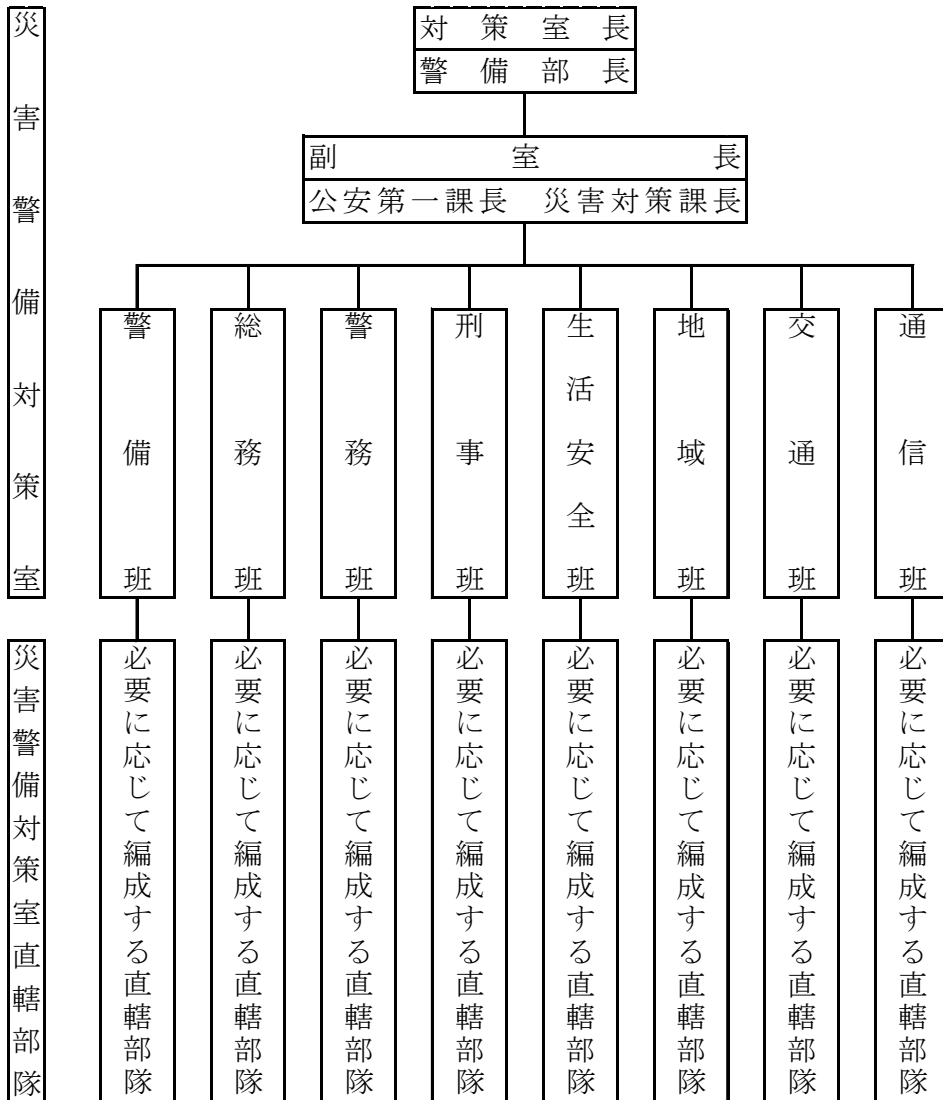 災害警備対策室
対策室長
警備部長
副室長
公安第一課長　災害対策課長
警備班
総務班
警務班
刑事班
生活安全班
地域班
交通班
通信班
災害警備対策室直轄部隊
必要に応じて編成する直轄部隊
必要に応じて編成する直轄部隊
必要に応じて編成する直轄部隊
必要に応じて編成する直轄部隊
必要に応じて編成する直轄部隊
必要に応じて編成する直轄部隊
必要に応じて編成する直轄部隊
必要に応じて編成する直轄部隊